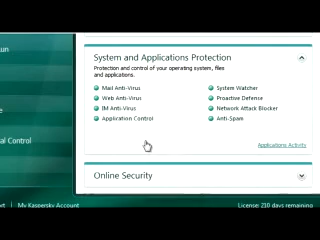 System and Applications Protection
Protection and control of your operating system, files
and applications.
Mail Anti-Virus
System Watcher
Web Anti-Virus
Proactive Defense
IM Anti-Virus
Network Attack Blocker
Application Control
Anti-Spam
Applications Activity
al Control
Online Security
My Kaspersky Account
License: 210 days remaining